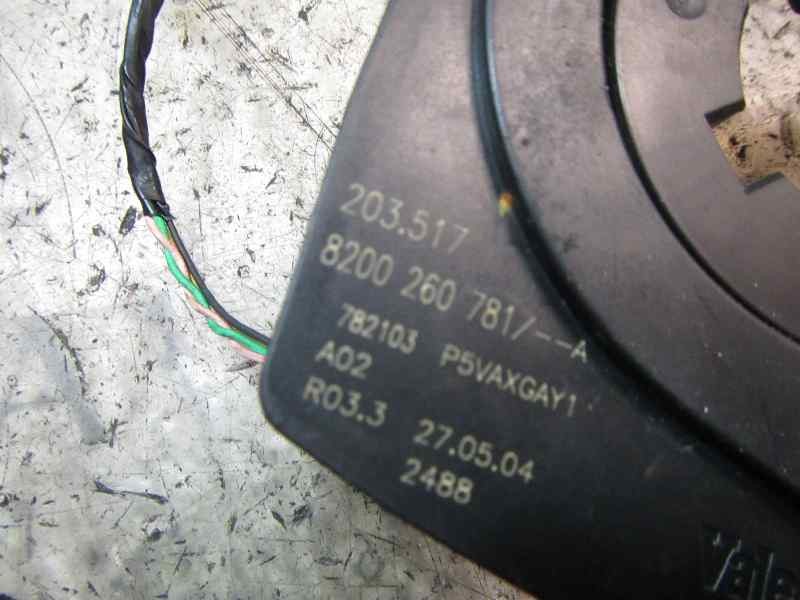 203.517
8200 260 781/--A
782103 P5VAXGAY1
A02
R03.3 27.05.04
2488